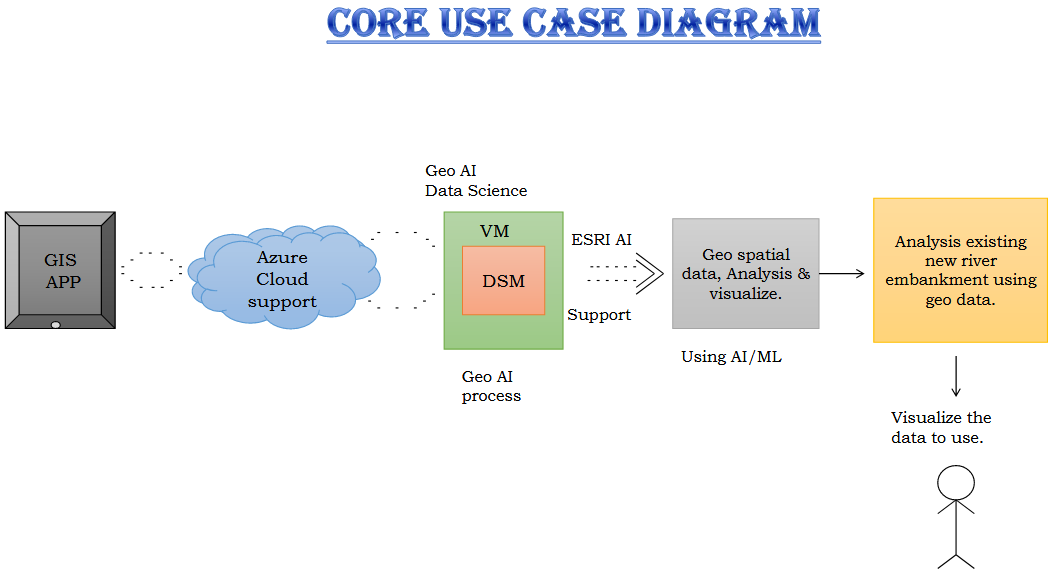 CORE USE CASE DIAGRAM
Geo AI
Data Science
GIS
APP
Azure
Cloud
support
VM
DSM
Geo AI
process
ESRI AI
Support
Geo spatial
data, Analysis &
visualize.
Using AI/ML
Analysis existing
new river
embankment using
geo data.
Visualize the
data to use.